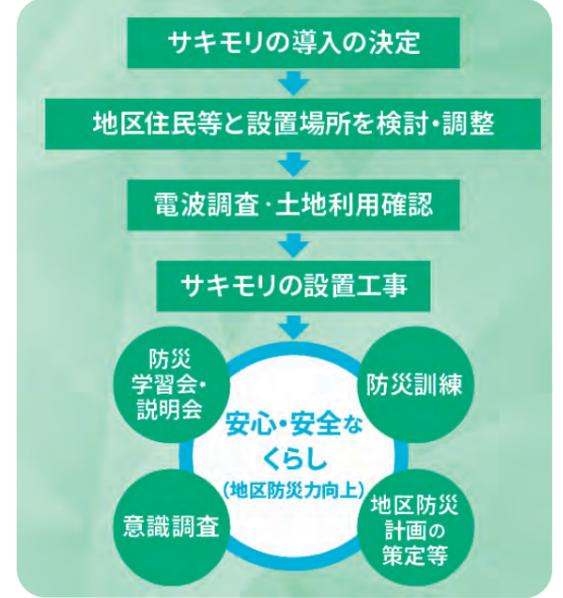 サキモリの導入の決定
地区住民等と設置場所を検討・調整
電波調査・土地利用確認
サキモリの設置工事
防災
学習会・
説明会
防災訓練
安心・安全な
くらし
(地区防災力向上)
意識調査
地区防災
計画の
策定等